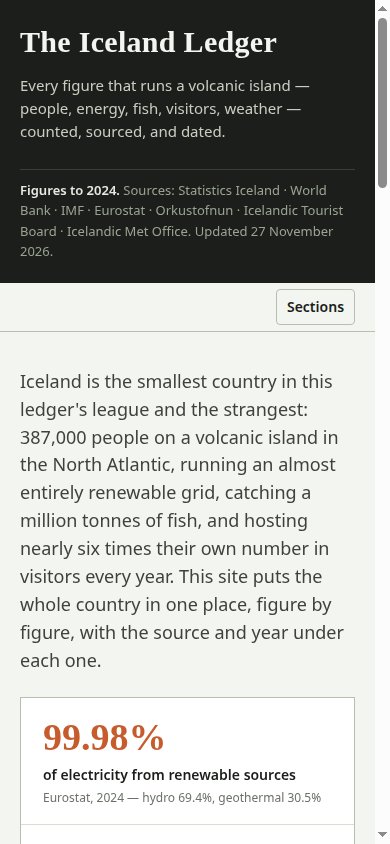 The Iceland Ledger
Every figure that runs a volcanic island —
people, energy, fish, visitors, weather —
counted, sourced, and dated.
Figures to 2024. Sources: Statistics Iceland · World
Bank · IMF · Eurostat · Orkustofnun · Icelandic Tourist
Board · Icelandic Met Office. Updated 27 November
2026.
Sections
Iceland is the smallest country in this
ledger's league and the strangest:
387,000 people on a volcanic island in
the North Atlantic, running an almost
entirely renewable grid, catching a
million tonnes of fish, and hosting
nearly six times their own number in
visitors every year. This site puts the
whole country in one place, figure by
figure, with the source and year under
each one.
99.98%
of electricity from renewable sources
Eurostat, 2024 — hydro 69.4%, geothermal 30.5%